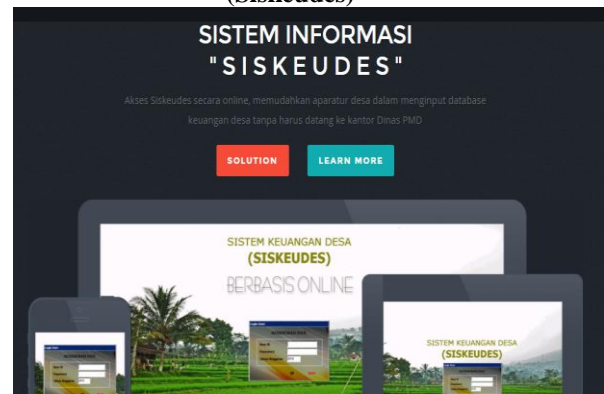 (Siskeudes)
SISTEM INFORMASI
"SISKEUDES"
Akses Siskeudes secara online, memudahkan aparatur desa dalam menginput database
keuangan desa tanpa harus datang ke kantor Dinas PMD
SOLUTION
LEARN MORE
SISTEM KEUANGAN DESA
(SISKEUDES)
BERBASIS ONLINE
SISTEM KEUANGAN DESA
(SISKEUDES)